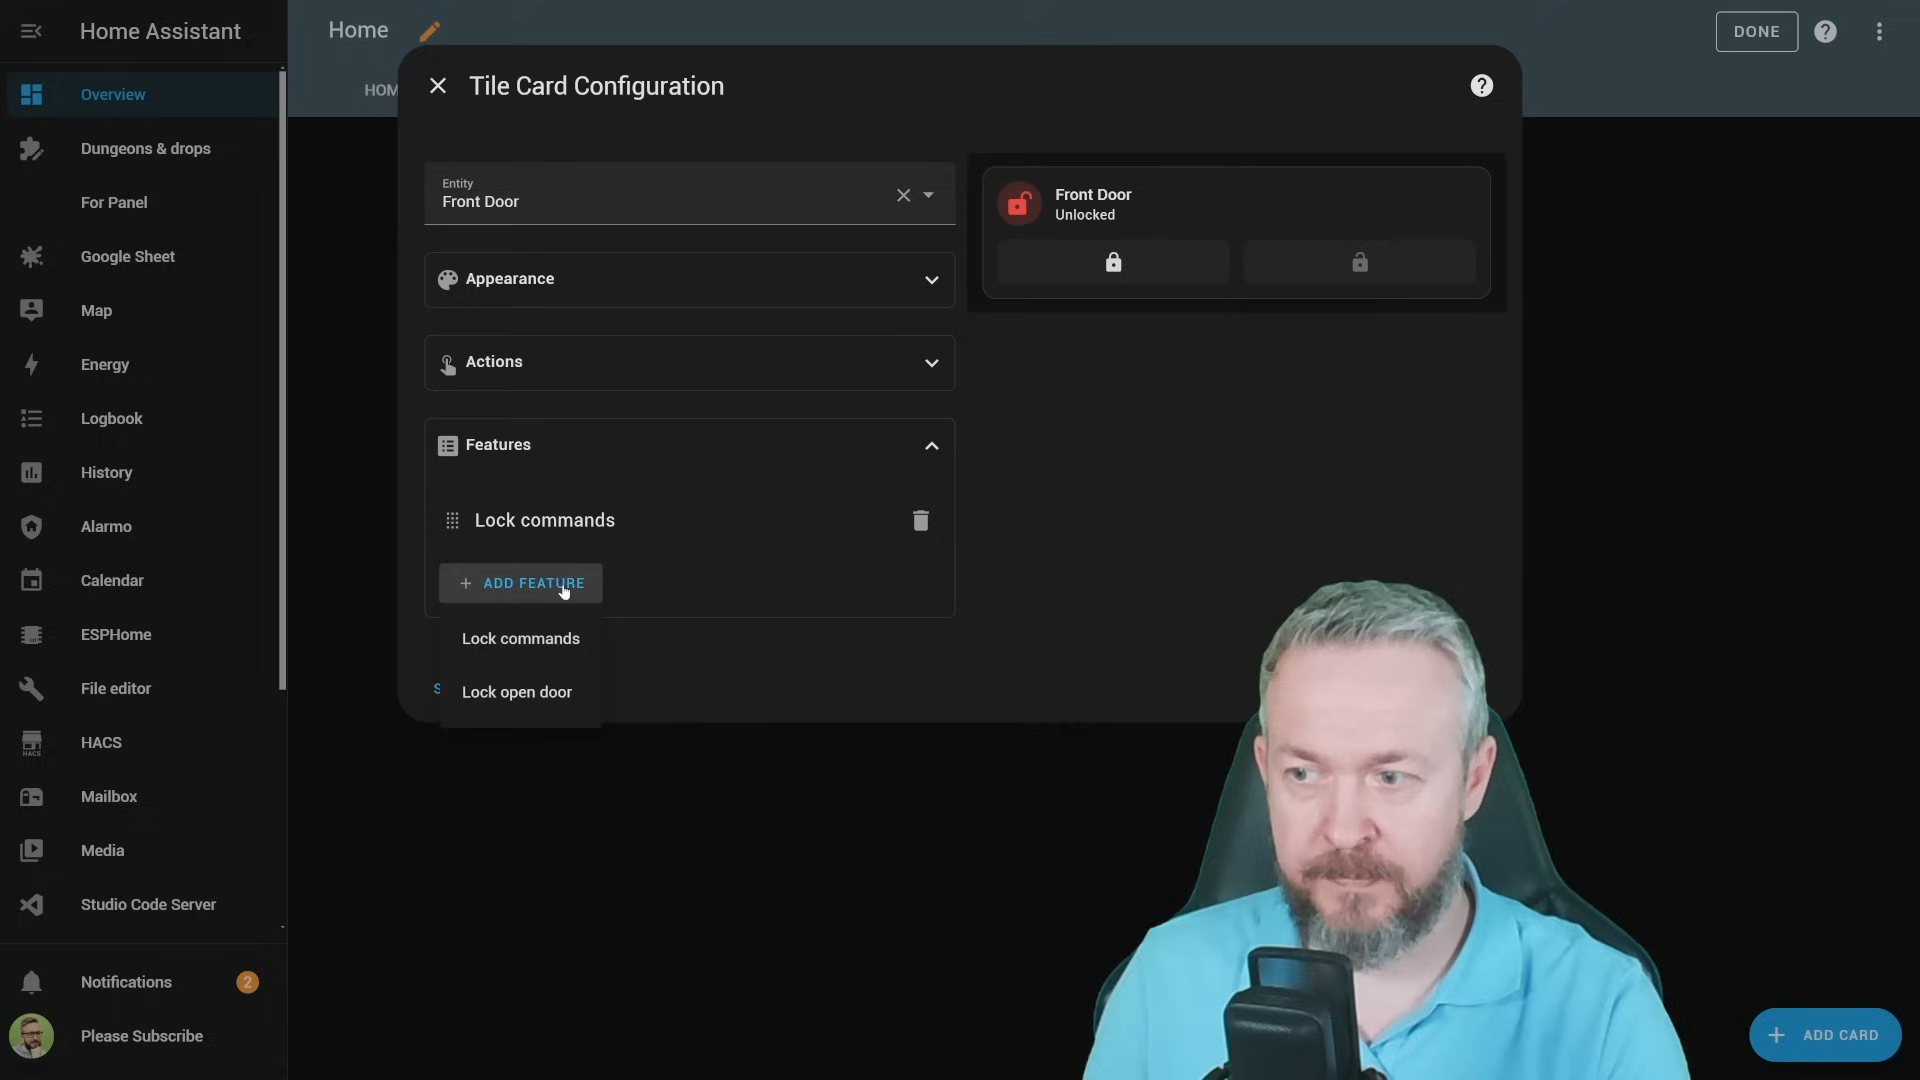 Home Assistant
Overview
Dungeons & drops
For Panel
Google Sheet
Map
Energy
Logbook
History
Alarmo
Calendar
ESPHome
File editor
HACS
HACS
Mailbox
Media
Studio Code Server
Notifications
2
Please Subscribe
Home
DONE
HOM
Tile Card Configuration
Entity
Front Door
Appearance
Actions
Features
Lock commands
ADD FEATURE
Lock commands
Lock open door
S
Front Door
Unlocked
ADD CARD